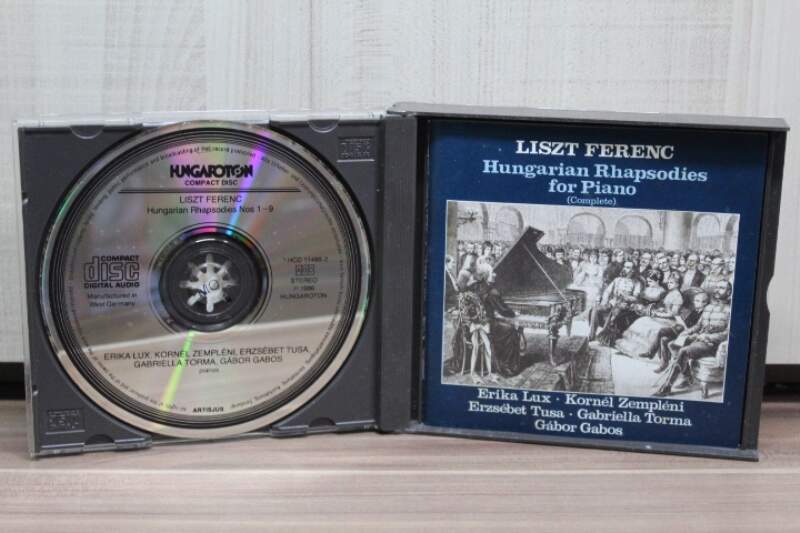 HUNGAROTON
COMPACT DISC
LISZT FERENC
Hungarian Rhapsodies Nos 1–9
COMPACT
disc
DIGITAL AUDIO
Manufactured in
West Germany
STEREO
HUNGAROTON
ERIKA LUX, KORNÉL ZEMPLÉNI, ERZSÉBET TUSA,
GABRIELLA TORMA, GÁBOR GABOS
pianos
ARTISJUS
LISZT FERENC
Hungarian Rhapsodies
for Piano
(Complete)
Erika Lux · Kornél Zempléni
Erzsébet Tusa · Gabriella Torma
Gábor Gabos